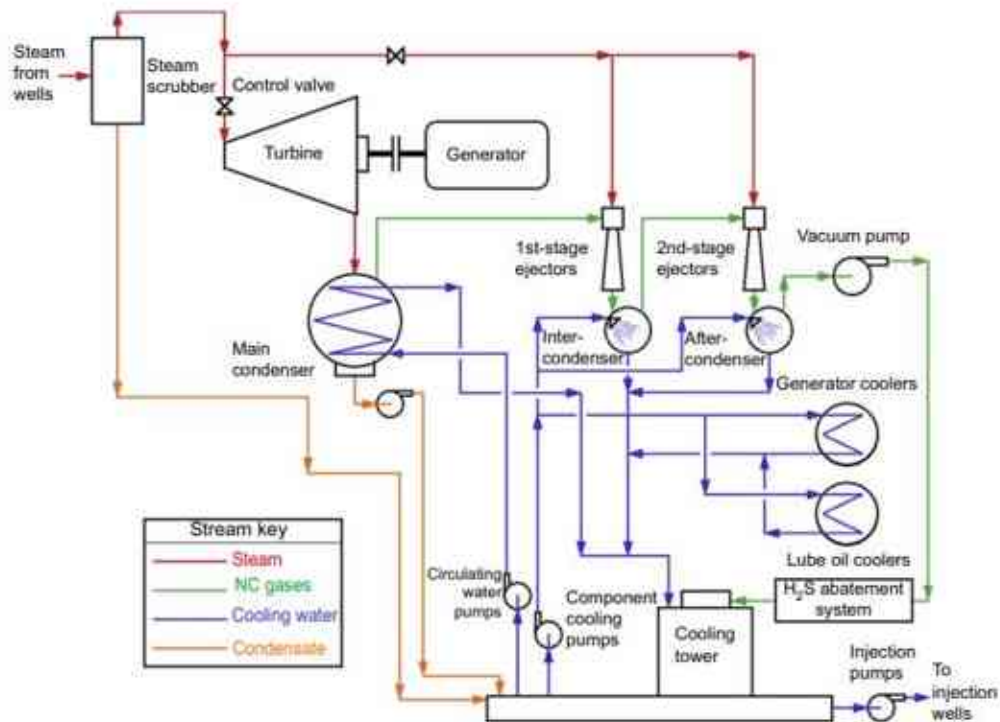 Steam
from
wells
Steam
scrubber
Control valve
Turbine
Generator
1st-stage
ejectors
2nd-stage
ejectors
Vacuum pump
Main
condenser
Inter-
condenser
After-
condenser
Generator coolers
Lube oil coolers
Stream key
Steam
NC gases
Cooling water
Condensate
Circulating
water
pumps
Component
cooling
pumps
Cooling
tower
H2S abatement
system
Injection
pumps
To
injection
wells